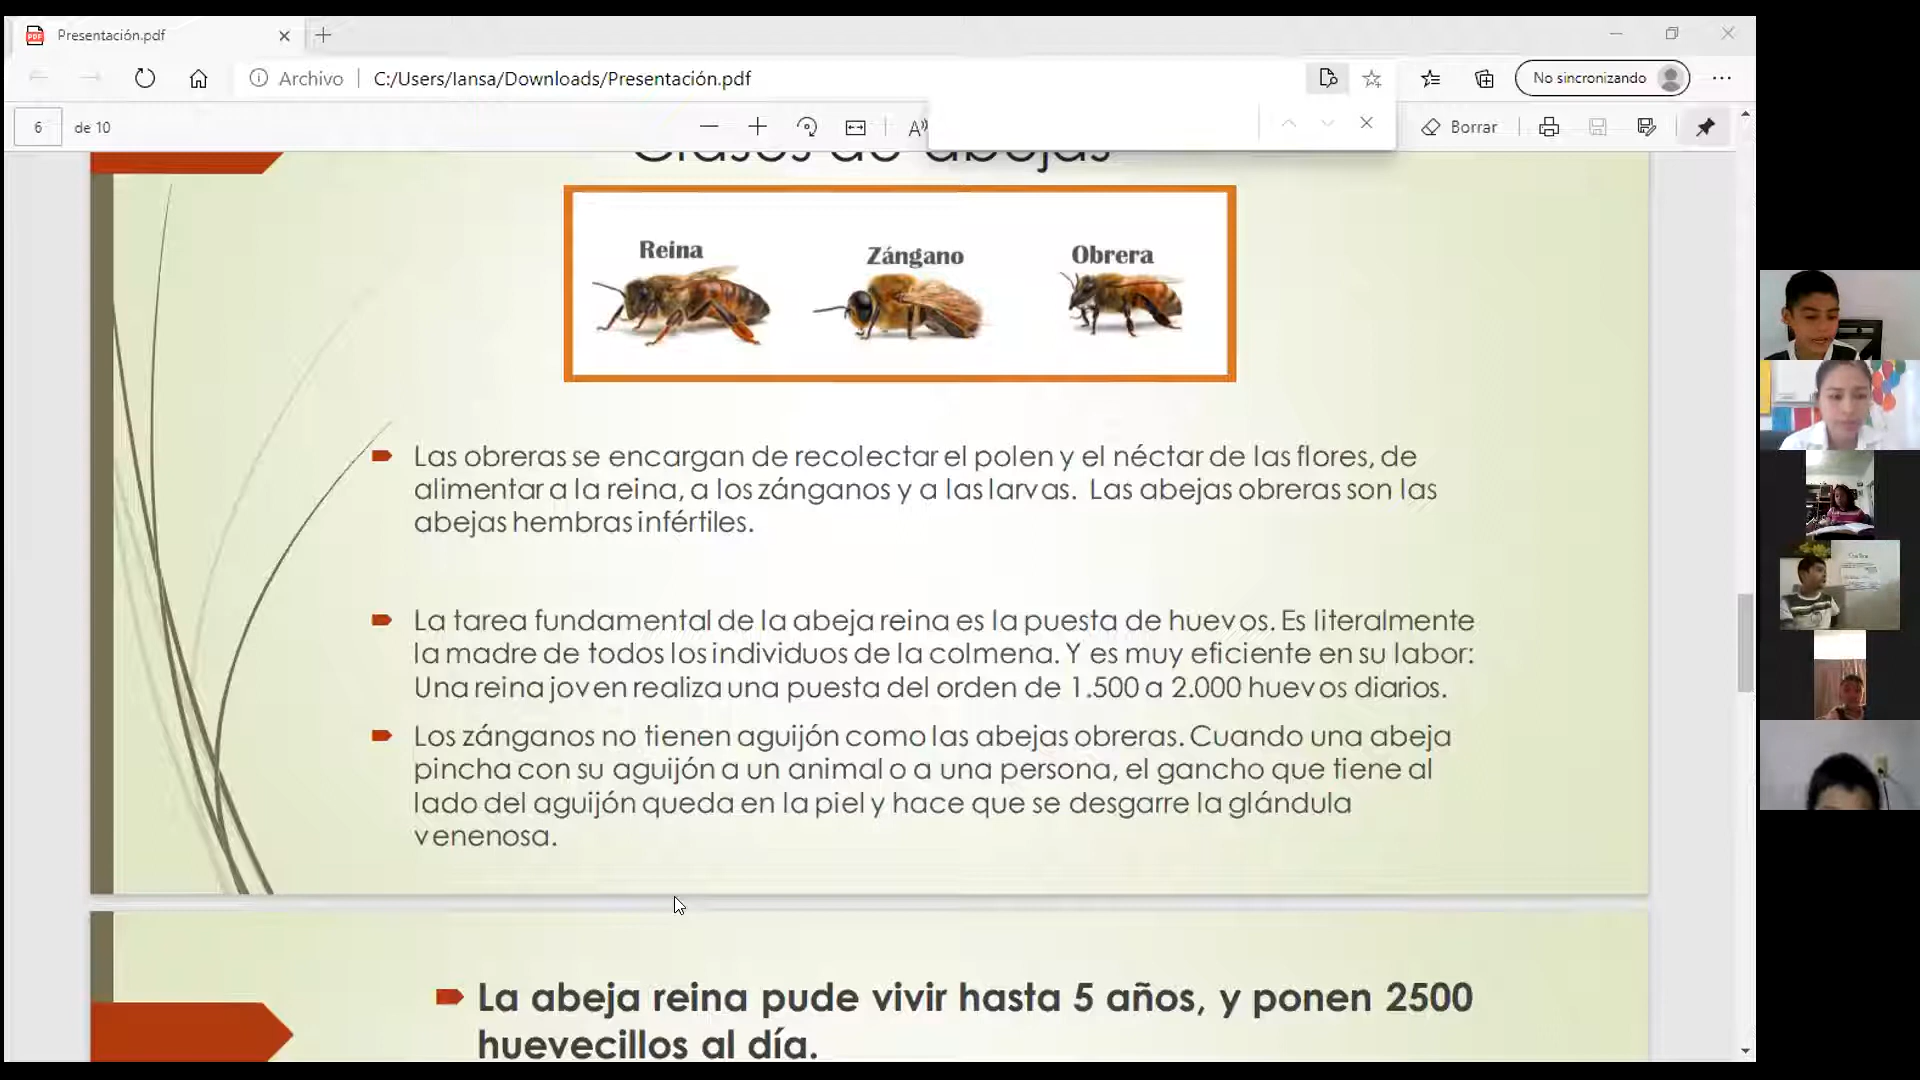 Presentación.pdf
Archivo
C:/Users/Iansa/Downloads/Presentación.pdf
No sincronizando
6
de 10
Borrar
Clases de abejas
Reina
Zángano
Obrera
Las obreras se encargan de recolectar el polen y el néctar de las flores, de
alimentar a la reina, a los zánganos y a las larvas. Las abejas obreras son las
abejas hembras infértiles.
La tarea fundamental de la abeja reina es la puesta de huevos. Es literalmente
la madre de todos los individuos de la colmena. Y es muy eficiente en su labor:
Una reina joven realiza una puesta del orden de 1.500 a 2.000 huevos diarios.
Los zánganos no tienen aguijón como las abejas obreras. Cuando una abeja
pincha con su aguijón a un animal o a una persona, el gancho que tiene al
lado del aguijón queda en la piel y hace que se desgarre la glándula
venenosa.
La abeja reina pude vivir hasta 5 años, y ponen 2500
huevecillos al día.